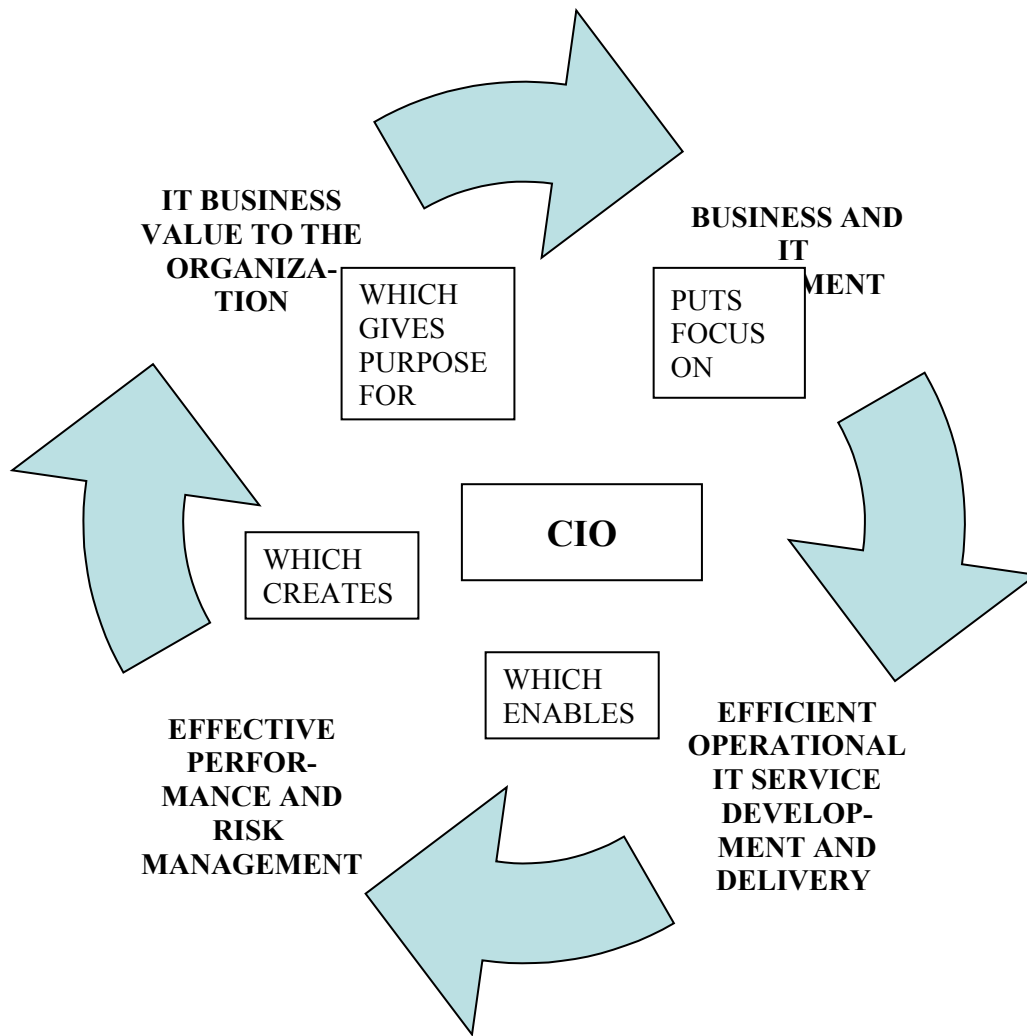 IT BUSINESS
VALUE TO THE
ORGANIZA-
TION
BUSINESS AND
IT
MENT
WHICH
GIVES
PURPOSE
FOR
PUTS
FOCUS
ON
CIO
WHICH
CREATES
WHICH
ENABLES
EFFECTIVE
PERFOR-
MANCE AND
RISK
MANAGEMENT
EFFICIENT
OPERATIONAL
IT SERVICE
DEVELOP-
MENT AND
DELIVERY